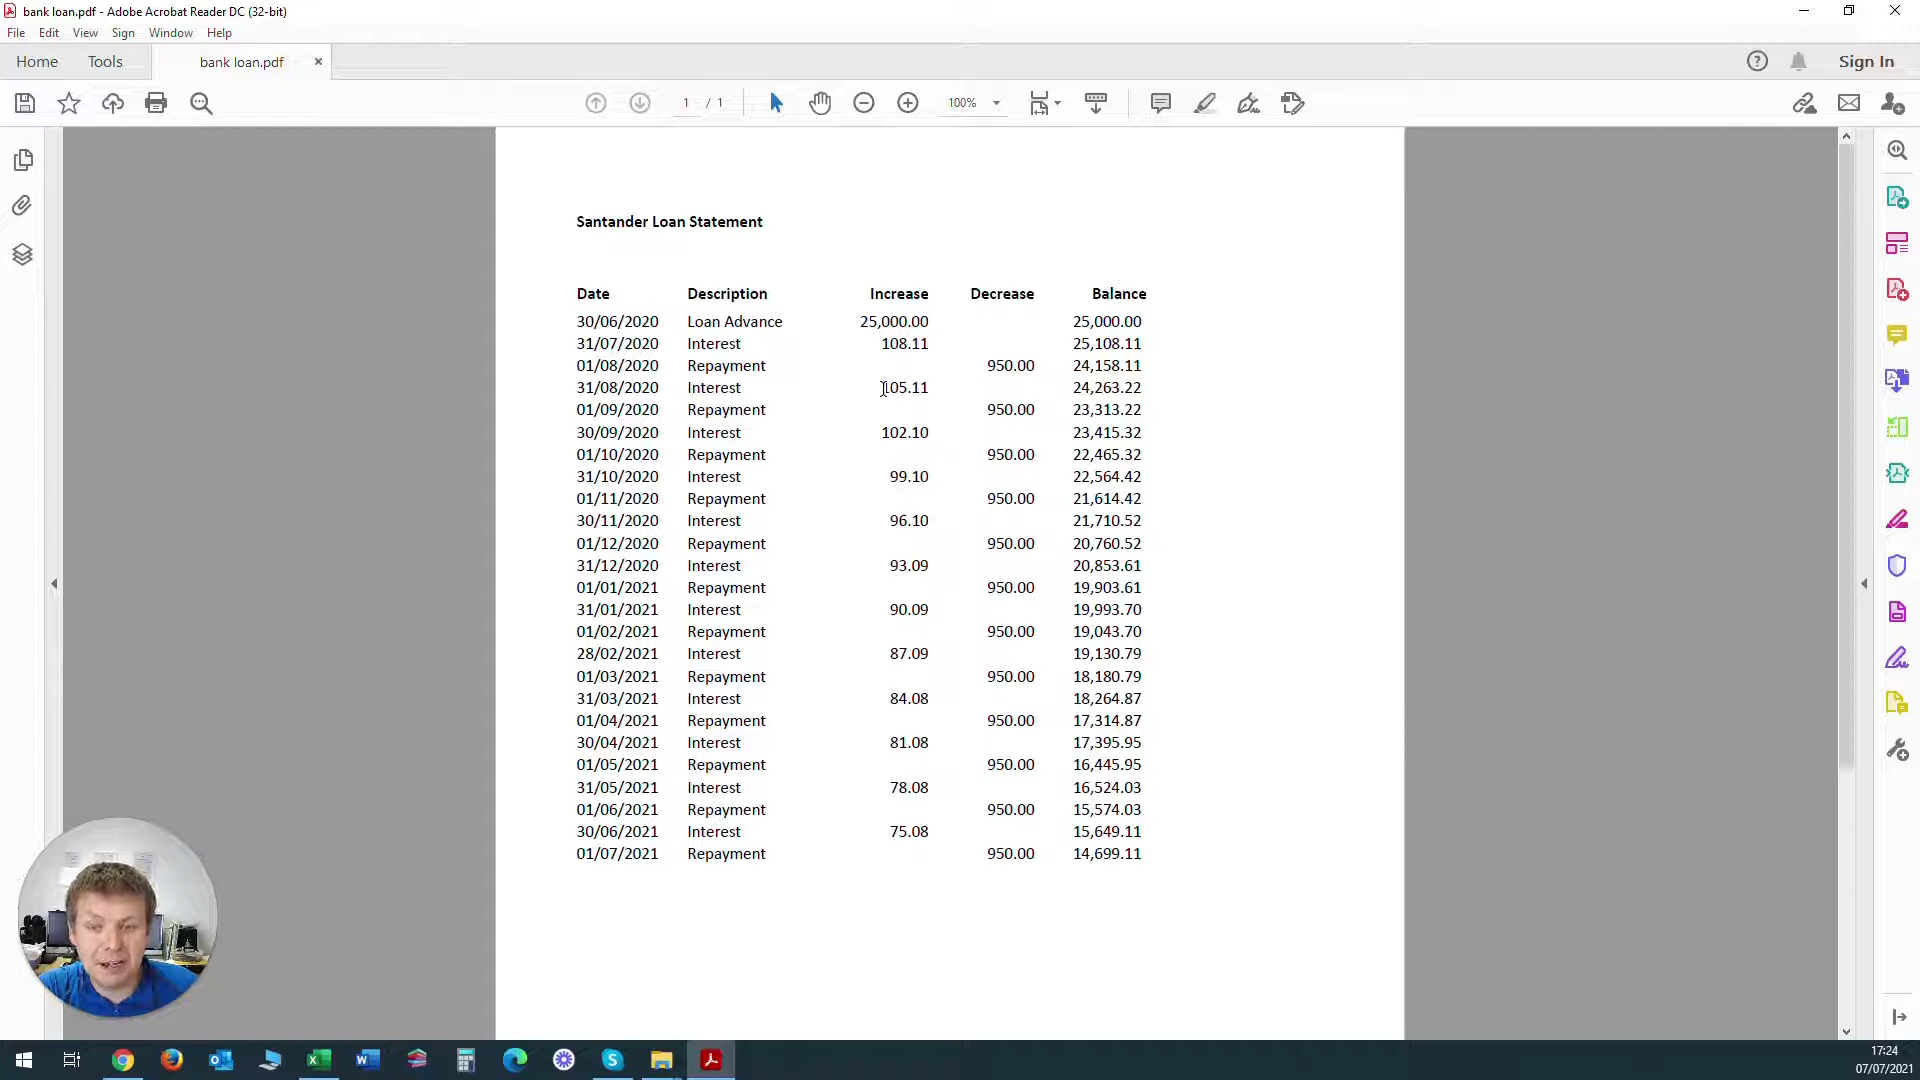 bank loan.pdf - Adobe Acrobat Reader DC (32-bit)
File Edit View Sign Window Help
Home Tools bank loan.pdf × Sign In
1 / 1 100%
Santander Loan Statement
Date Description Increase Decrease Balance
30/06/2020 Loan Advance 25,000.00 25,000.00
31/07/2020 Interest 108.11 25,108.11
01/08/2020 Repayment 950.00 24,158.11
31/08/2020 Interest 105.11 24,263.22
01/09/2020 Repayment 950.00 23,313.22
30/09/2020 Interest 102.10 23,415.32
01/10/2020 Repayment 950.00 22,465.32
31/10/2020 Interest 99.10 22,564.42
01/11/2020 Repayment 950.00 21,614.42
30/11/2020 Interest 96.10 21,710.52
01/12/2020 Repayment 950.00 20,760.52
31/12/2020 Interest 93.09 20,853.61
01/01/2021 Repayment 950.00 19,903.61
31/01/2021 Interest 90.09 19,993.70
01/02/2021 Repayment 950.00 19,043.70
28/02/2021 Interest 87.09 19,130.79
01/03/2021 Repayment 950.00 18,180.79
31/03/2021 Interest 84.08 18,264.87
01/04/2021 Repayment 950.00 17,314.87
30/04/2021 Interest 81.08 17,395.95
01/05/2021 Repayment 950.00 16,445.95
31/05/2021 Interest 78.08 16,524.03
01/06/2021 Repayment 950.00 15,574.03
30/06/2021 Interest 75.08 15,649.11
01/07/2021 Repayment 950.00 14,699.11
17:24
07/07/2021